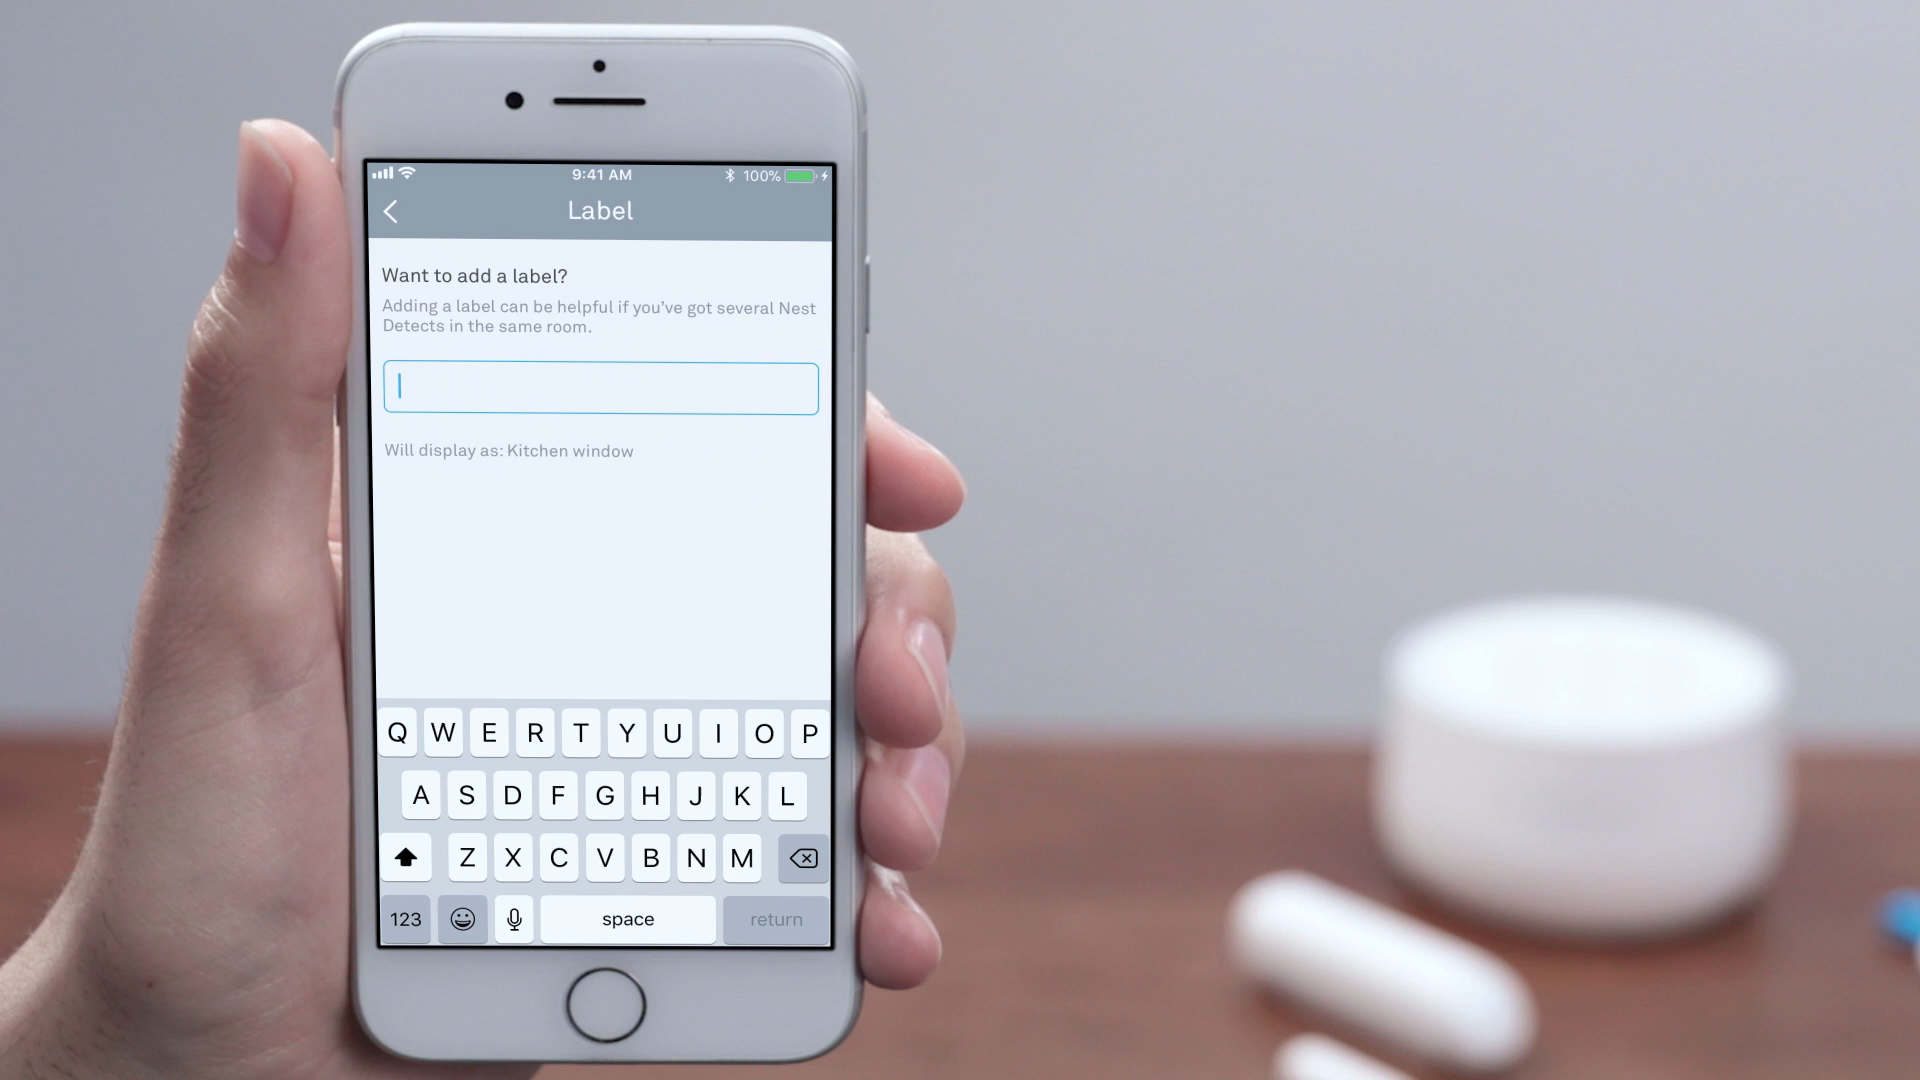 9:41 AM
100%
Label
Want to add a label?
Adding a label can be helpful if you've got several Nest
Detects in the same room.
Will display as: Kitchen window
Q W E R T Y U I O P
A S D F G H J K L
Z X C V B N M
123 space return